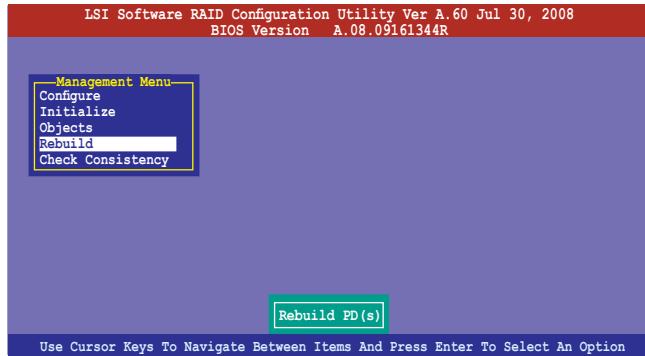 LSI Software RAID Configuration Utility Ver A.60 Jul 30, 2008
BIOS Version A.08.09161344R
Management Menu
Configure
Initialize
Objects
Rebuild
Check Consistency
Rebuild PD(s)
Use Cursor Keys To Navigate Between Items And Press Enter To Select An Option